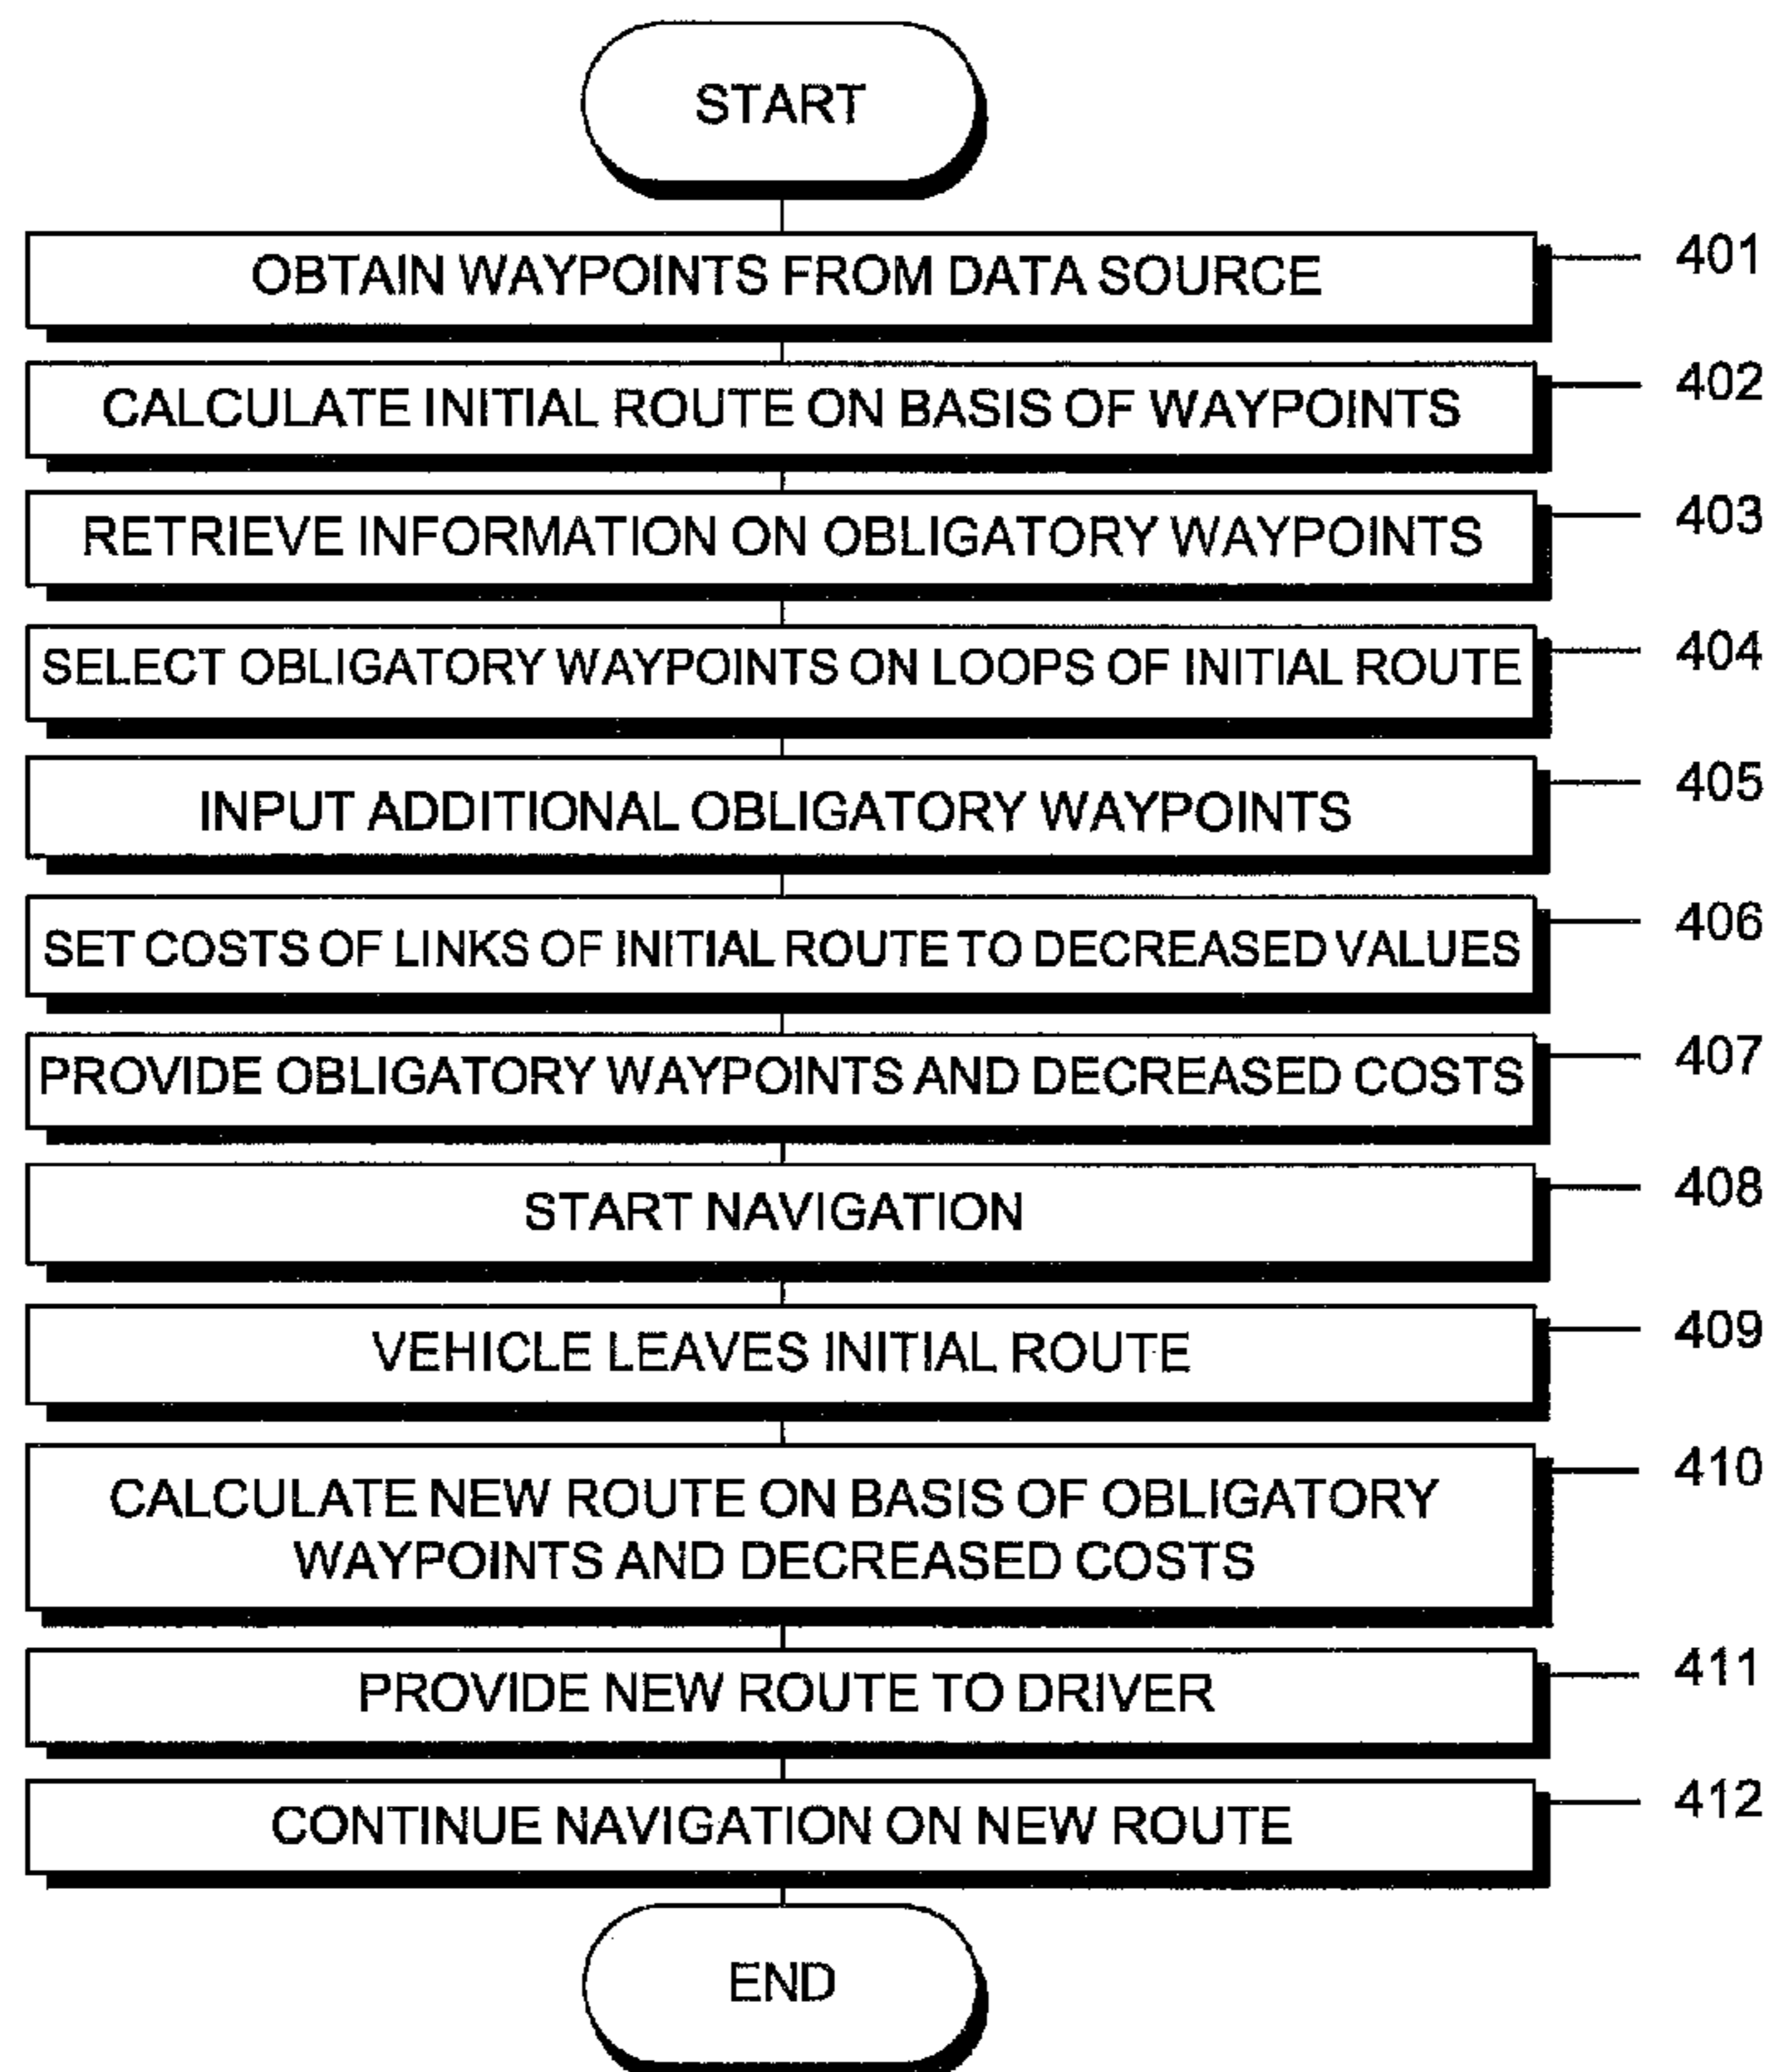 START
OBTAIN WAYPOINTS FROM DATA SOURCE
401
CALCULATE INITIAL ROUTE ON BASIS OF WAYPOINTS
402
RETRIEVE INFORMATION ON OBLIGATORY WAYPOINTS
403
SELECT OBLIGATORY WAYPOINTS ON LOOPS OF INITIAL ROUTE
404
INPUT ADDITIONAL OBLIGATORY WAYPOINTS
405
SET COSTS OF LINKS OF INITIAL ROUTE TO DECREASED VALUES
406
PROVIDE OBLIGATORY WAYPOINTS AND DECREASED COSTS
407
START NAVIGATION
408
VEHICLE LEAVES INITIAL ROUTE
409
CALCULATE NEW ROUTE ON BASIS OF OBLIGATORY
WAYPOINTS AND DECREASED COSTS
410
PROVIDE NEW ROUTE TO DRIVER
411
CONTINUE NAVIGATION ON NEW ROUTE
412
END